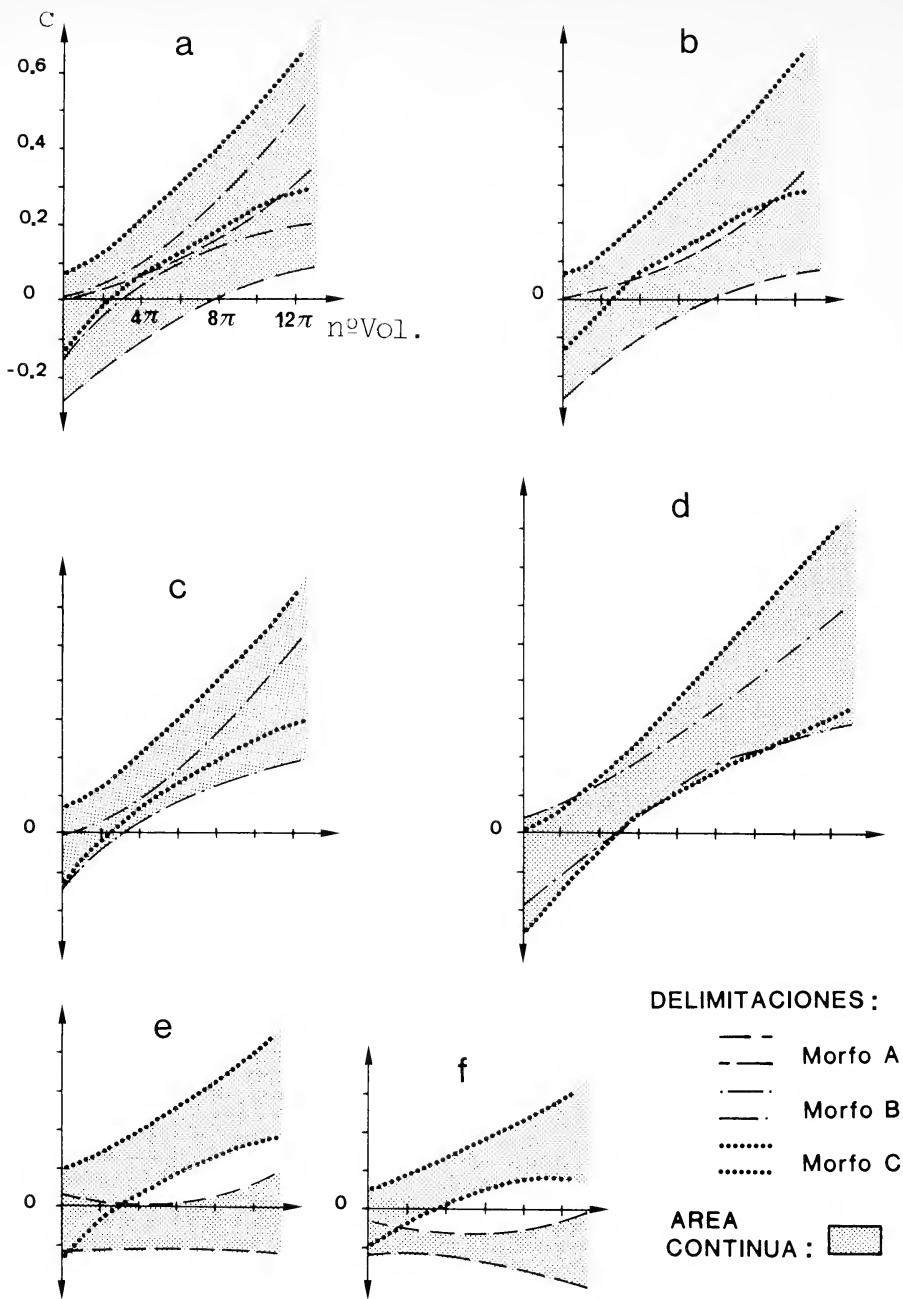 C
a
b
0.6
0.4
0.2
0
-0.2
4π
8π
12π
nºVol.
0
c
d
0
0
e
f
0
0
DELIMITACIONES :
Morfo A
Morfo B
Morfo C
AREA
CONTINUA :